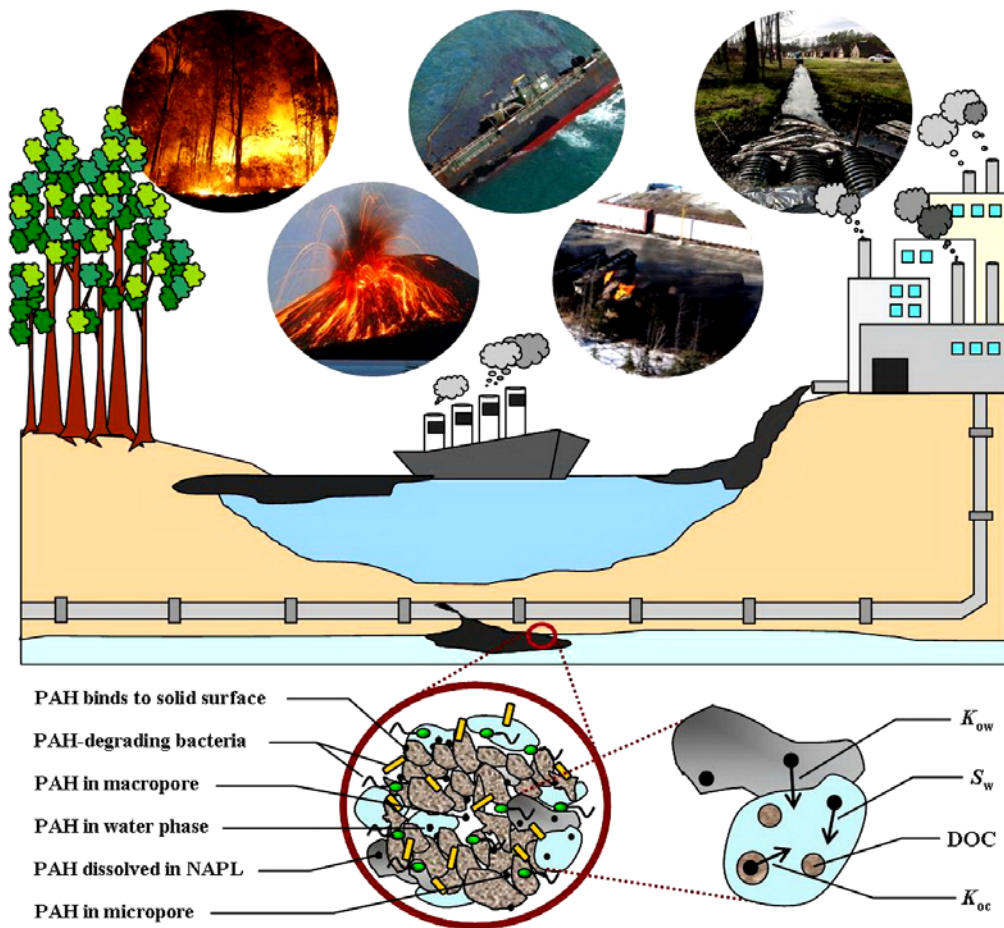 PAH binds to solid surface
PAH-degrading bacteria
PAH in macropore
PAH in water phase
PAH dissolved in NAPL
PAH in micropore
Kow
Sw
DOC
Koc